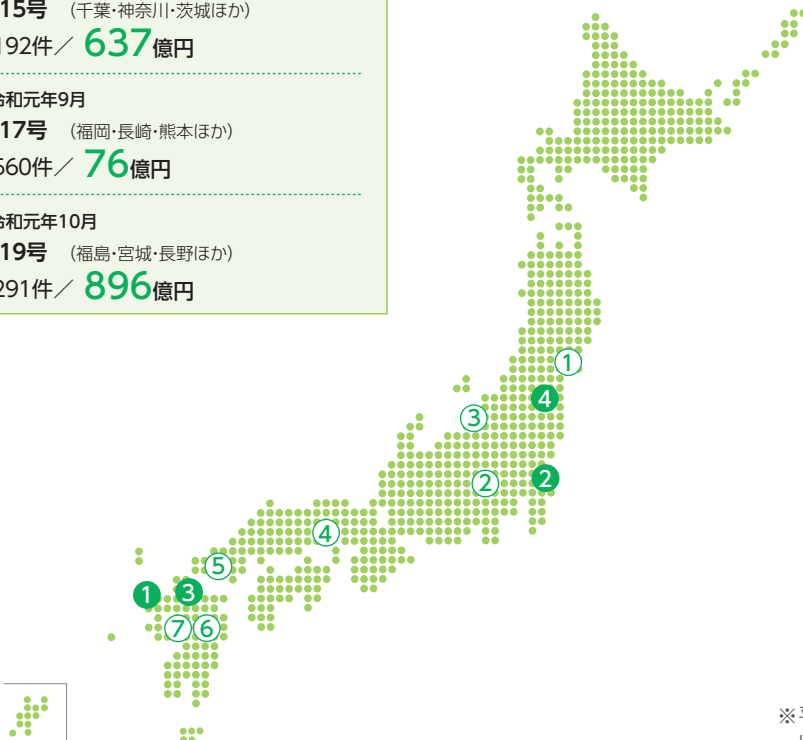 15号 (千葉・神奈川・茨城ほか)
192件／ 637億円
令和元年9月
17号 (福岡・長崎・熊本ほか)
560件／ 76億円
令和元年10月
19号 (福島・宮城・長野ほか)
291件／ 896億円
①
❹
③
②
❷
④
⑤
❶ ❸
⑦ ⑥
※